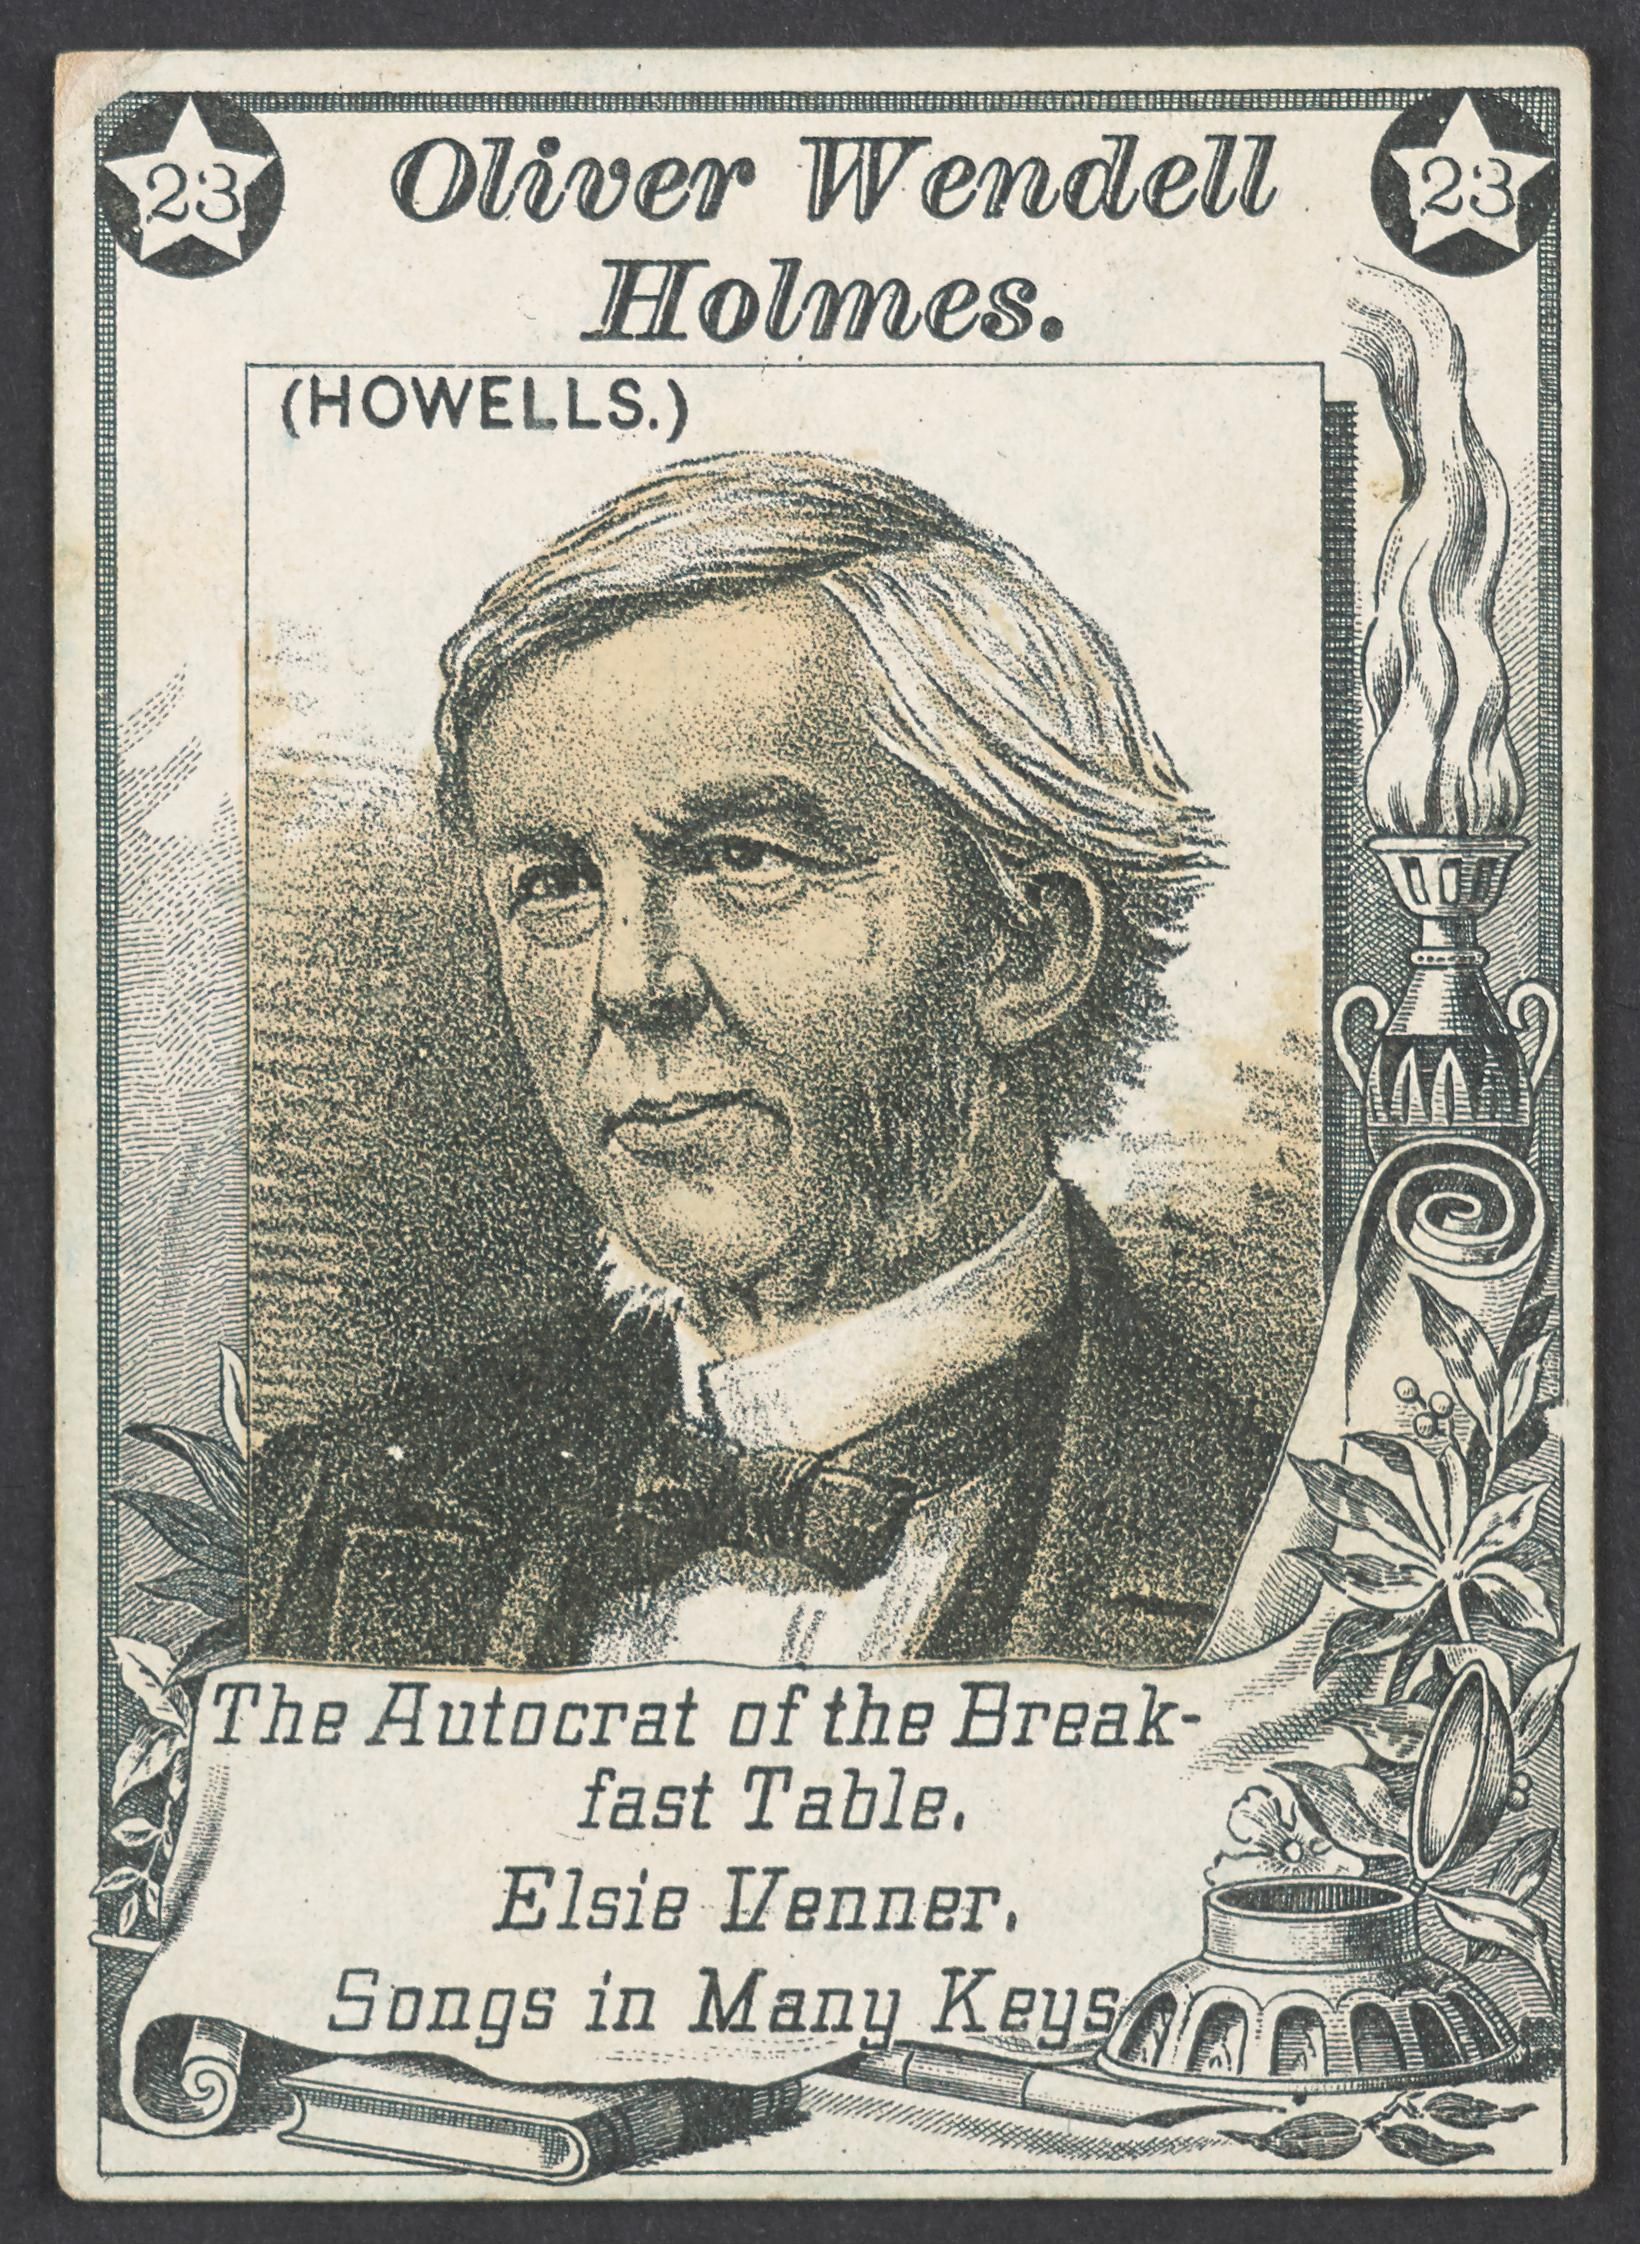 23 Oliver Wendell 23
Holmes.
(HOWELLS.)
The Autocrat of the Break-
fast Table.
Elsie Venner.
Songs in Many Keys